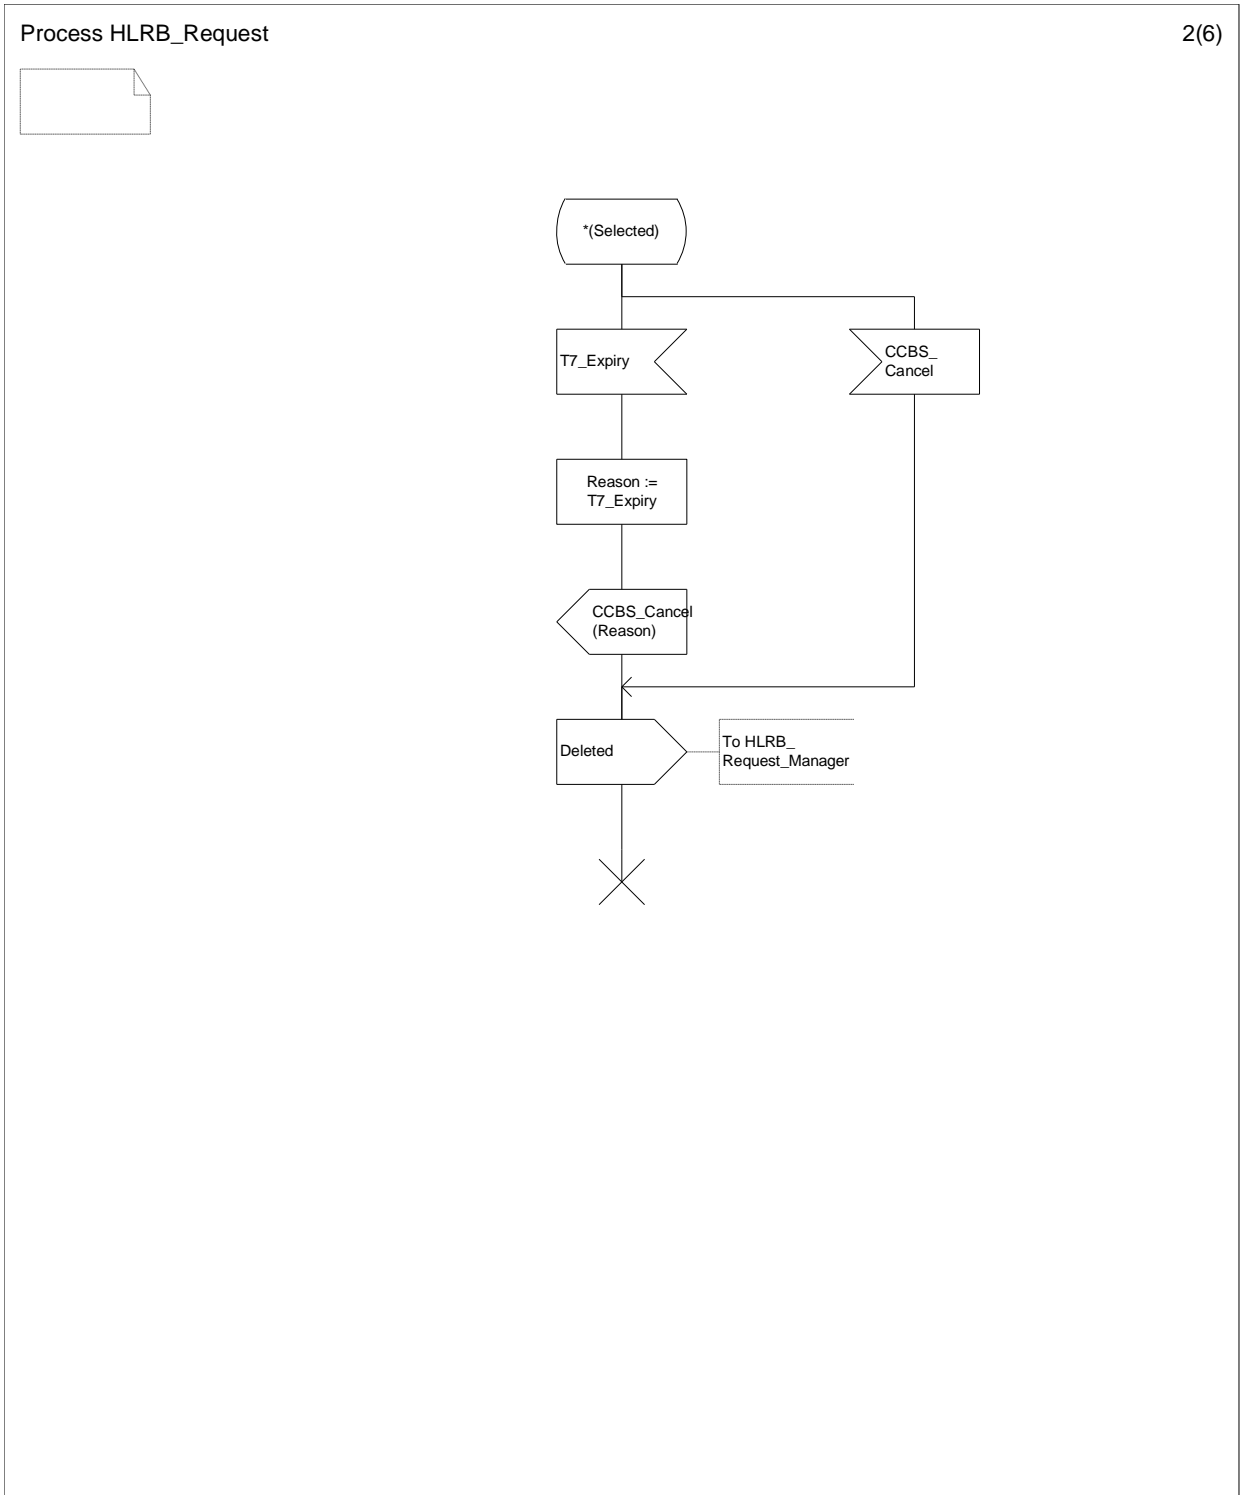 Process HLRB_Request
2(6)
*(Selected)
T7_Expiry
CCBS_
Cancel
Reason :=
T7_Expiry
CCBS_Cancel
(Reason)
Deleted
To HLRB_
Request_Manager